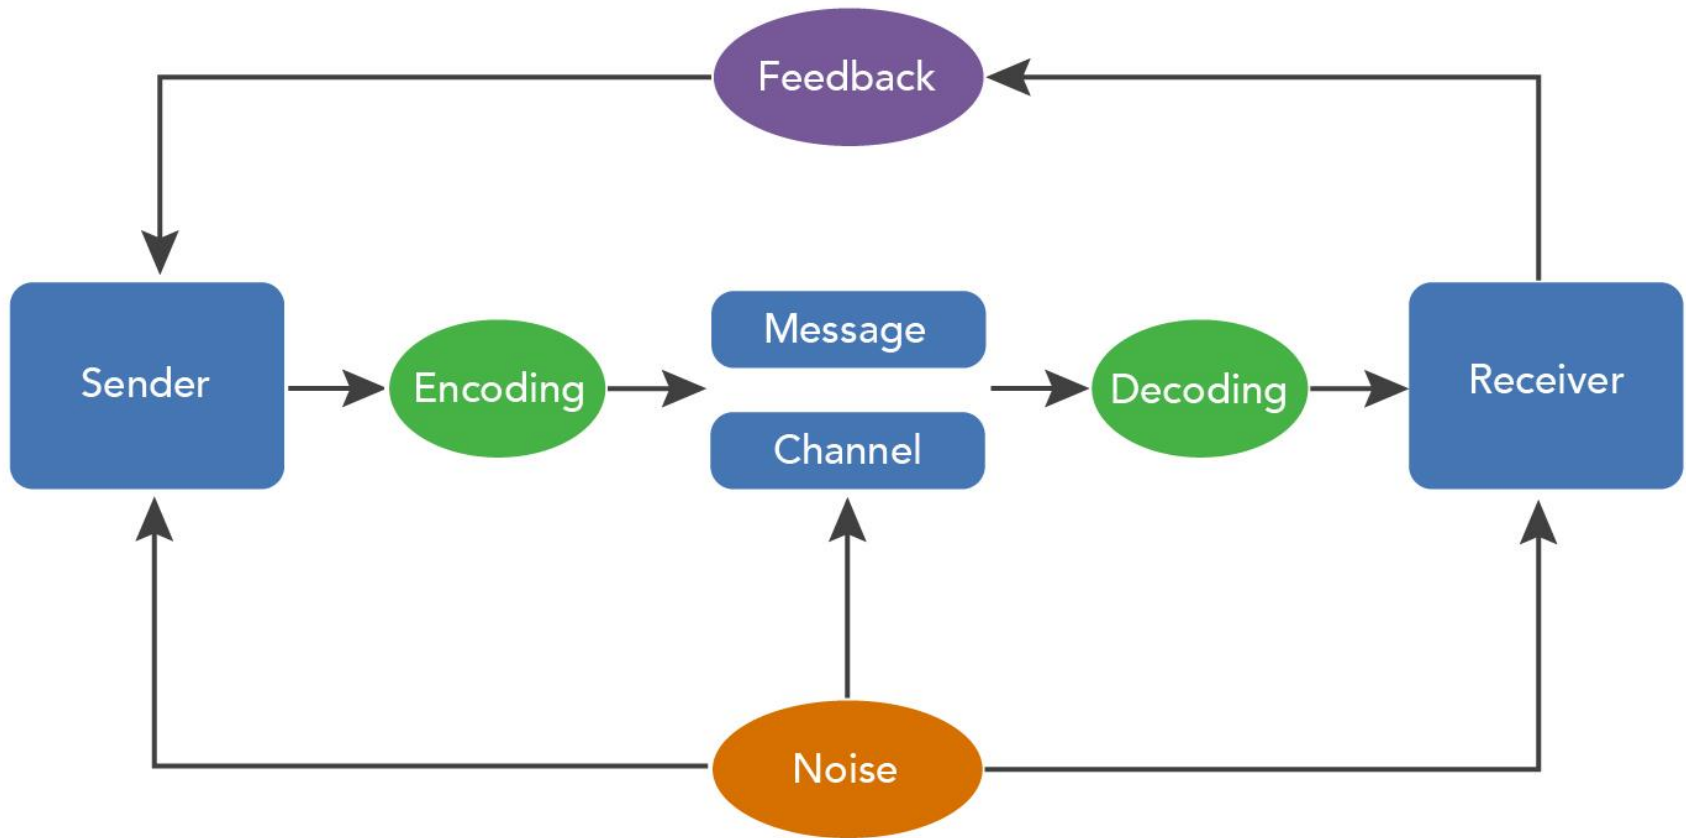 Feedback
Sender
Encoding
Message
Channel
Decoding
Receiver
Noise